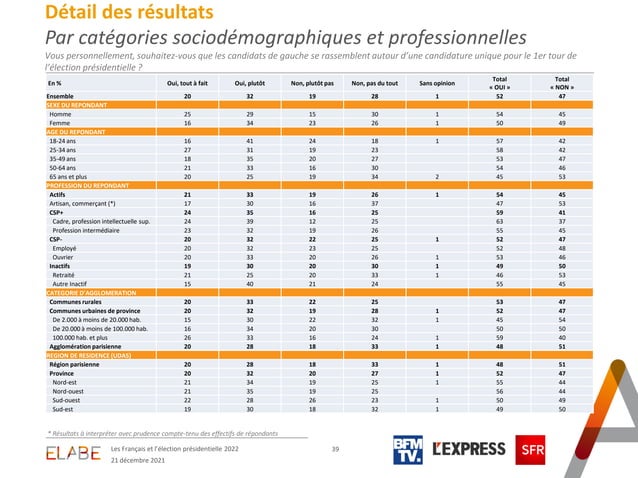 Détail des résultats
Par catégories sociodémographiques et professionnelles
Vous personnellement, souhaitez-vous que les candidats de gauche se rassemblent autour d'une candidature unique pour le 1er tour de
l'élection présidentielle ?
En % Oui, tout à fait Oui, plutôt Non, plutôt pas Non, pas du tout Sans opinion Total « OUI » Total « NON »
Ensemble 20 32 19 28 1 52 47
SEXE DU REPONDANT
Homme 25 29 15 30 1 54 45
Femme 16 34 23 26 1 50 49
AGE DU REPONDANT
18-24 ans 16 41 24 18 1 57 42
25-34 ans 27 31 19 23 58 42
35-49 ans 18 35 20 27 53 47
50-64 ans 21 33 16 30 54 46
65 ans et plus 20 25 19 34 2 45 53
PROFESSION DU REPONDANT
Actifs 21 33 19 26 1 54 45
Artisan, commerçant (*) 17 30 16 37 47 53
CSP+ 24 35 16 25 59 41
Cadre, profession intellectuelle sup. 24 39 12 25 63 37
Profession intermédiaire 23 32 19 26 55 45
CSP- 20 32 22 25 1 52 47
Employé 20 32 23 25 52 48
Ouvrier 20 33 20 26 1 53 46
Inactifs 19 30 20 30 1 49 50
Retraité 21 25 20 33 1 46 53
Autre Inactif 15 40 21 24 55 45
CATEGORIE D'AGGLOMERATION
Communes rurales 20 33 22 25 53 47
Communes urbaines de province 20 32 19 28 1 52 47
De 2.000 à moins de 20.000 hab. 15 30 22 32 1 45 54
De 20.000 à moins de 100.000 hab. 16 34 20 30 50 50
100.000 hab. et plus 26 33 16 24 1 59 40
Agglomération parisienne 20 28 18 33 1 48 51
REGION DE RESIDENCE (UDA5)
Région parisienne 20 28 18 33 1 48 51
Province 20 32 20 27 1 52 47
Nord-est 21 34 19 25 1 55 44
Nord-ouest 21 35 19 25 56 44
Sud-ouest 22 28 26 23 1 50 49
Sud-est 19 30 18 32 1 49 50
* Résultats à interpréter avec prudence compte-tenu des effectifs de répondants
ELABE
Les Français et l'élection présidentielle 2022
21 décembre 2021
39
BFM TV.
L'EXPRESS
SFR